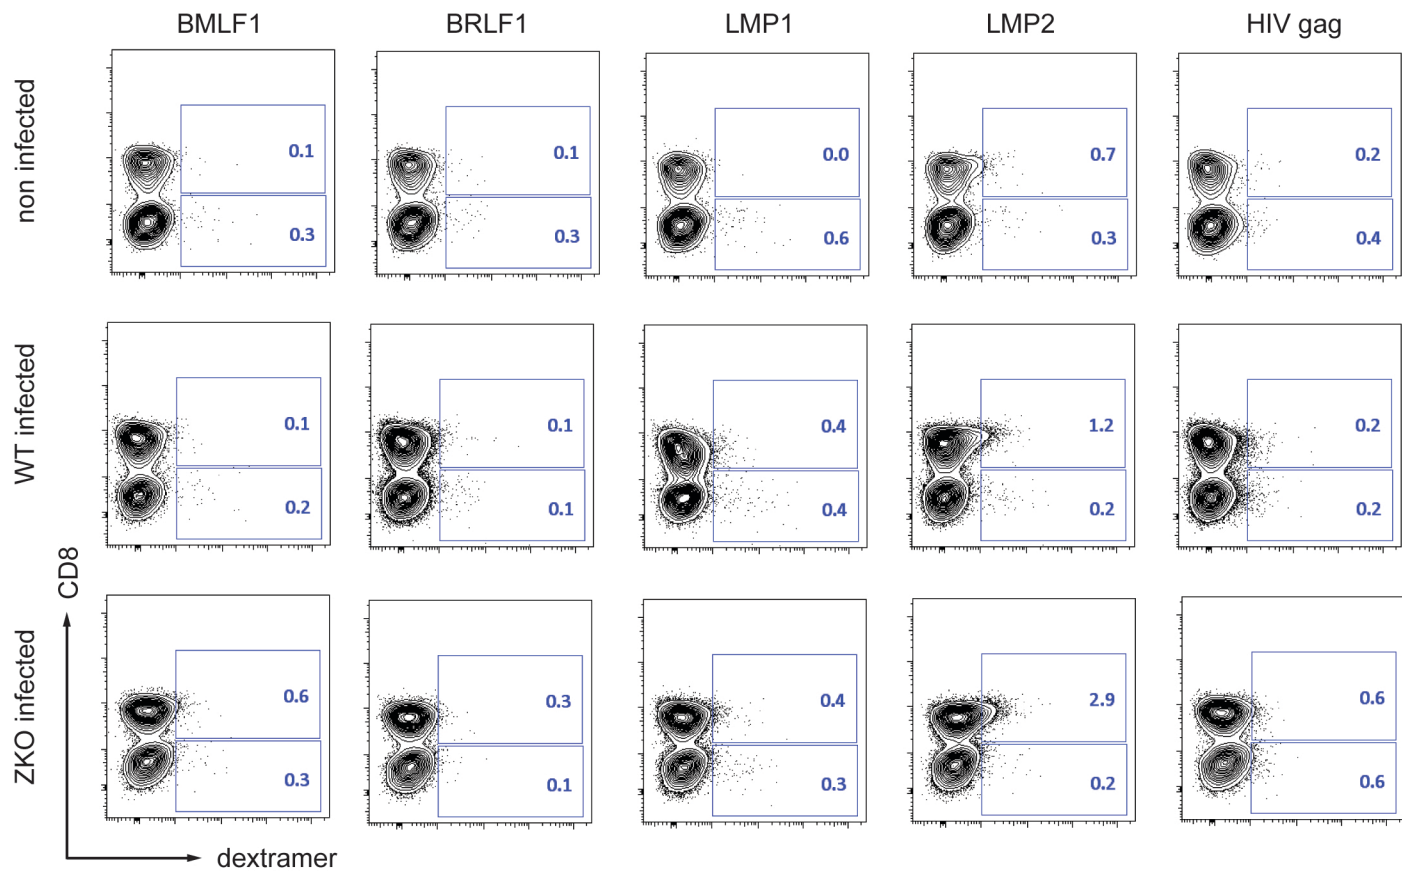 BMLF1 BRLF1 LMP1 LMP2 HIV gag
non infected
0.1 0.1 0.0 0.7 0.2
0.3 0.3 0.6 0.3 0.4
WT infected
0.1 0.1 0.4 1.2 0.2
0.2 0.1 0.4 0.2 0.2
ZKO infected
0.6 0.3 0.4 2.9 0.6
0.3 0.1 0.3 0.2 0.6
CD8
dextramer